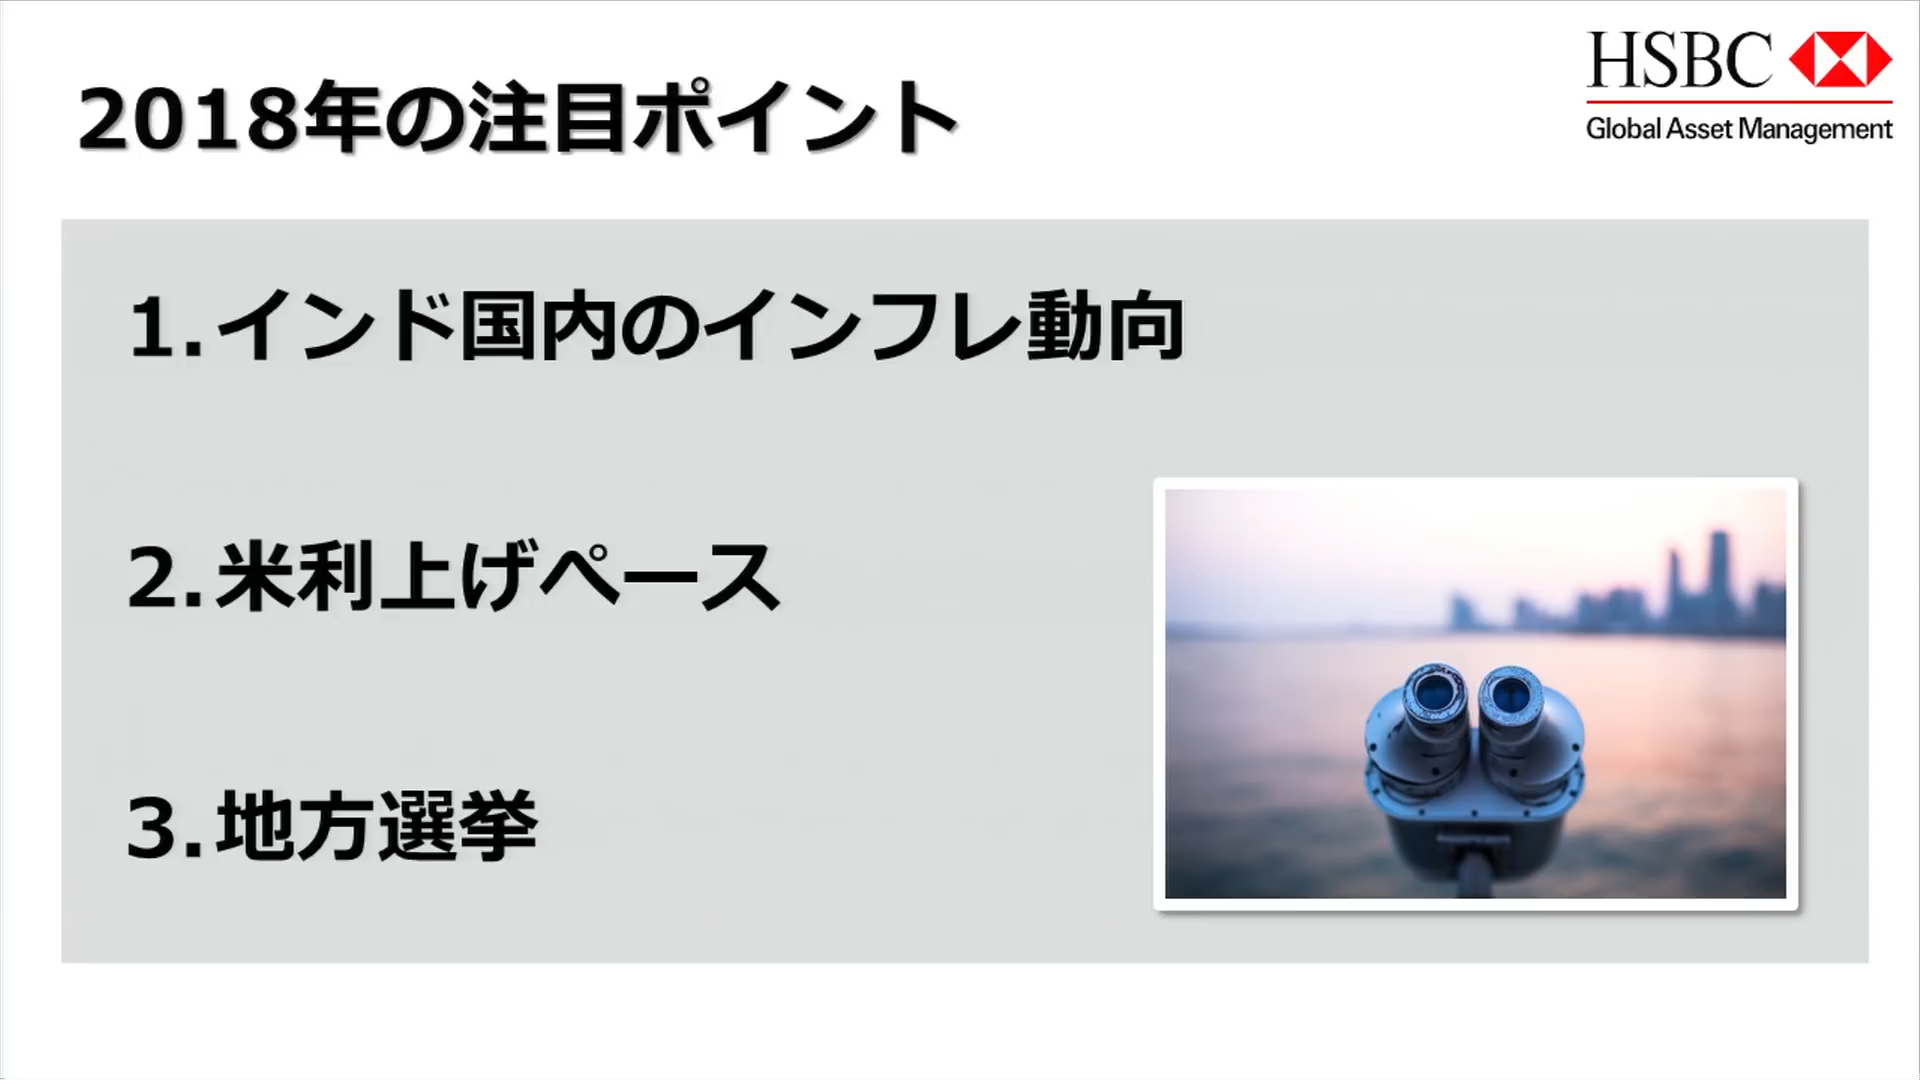 2018年の注目ポイント
HSBC
Global Asset Management
1.インド国内のインフレ動向
2.米利上げペース
3.地方選挙